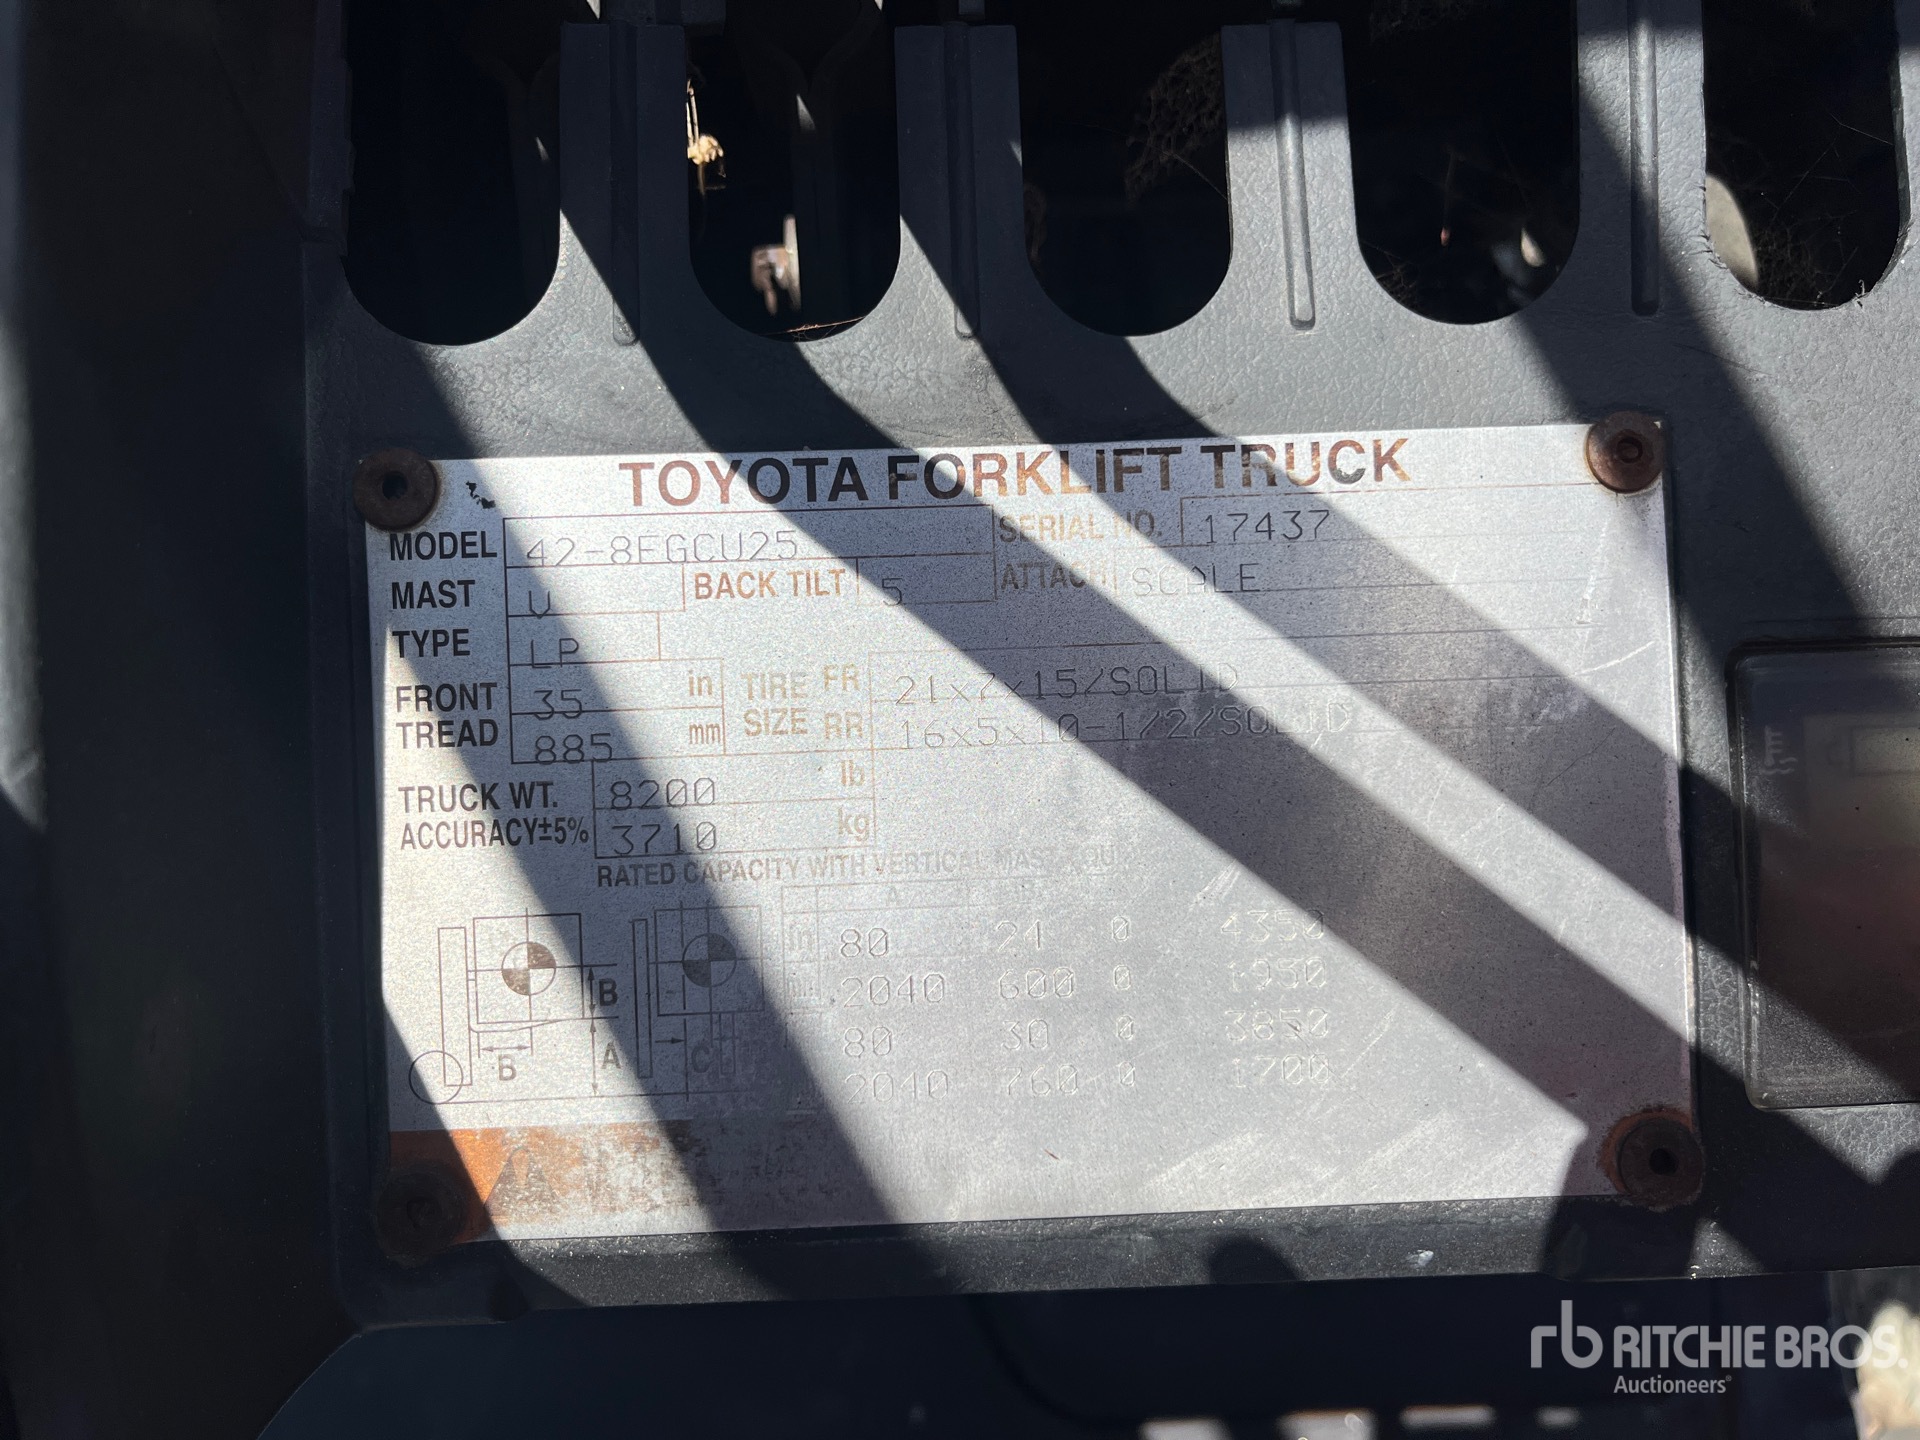 TOYOTA FORKLIFT TRUCK
MODEL 42-8FGCU25 SERIAL NO. 17437
MAST V BACK TILT 5 ATTACH SCALE
TYPE LP
FRONT TREAD 35 in TIRE SIZE FR 21x7x15/SOLID
885 mm RR 16x5x10-1/2/SOLID
TRUCK WT. 8200 lb
ACCURACY±5% 3710 kg
RATED CAPACITY WITH VERTICAL MAST
A
in 80 24 0 4350
2040 600 0 1950
80 30 0 3850
2040 760 0 1700
B
B A C
rb RITCHIE BROS.
Auctioneers